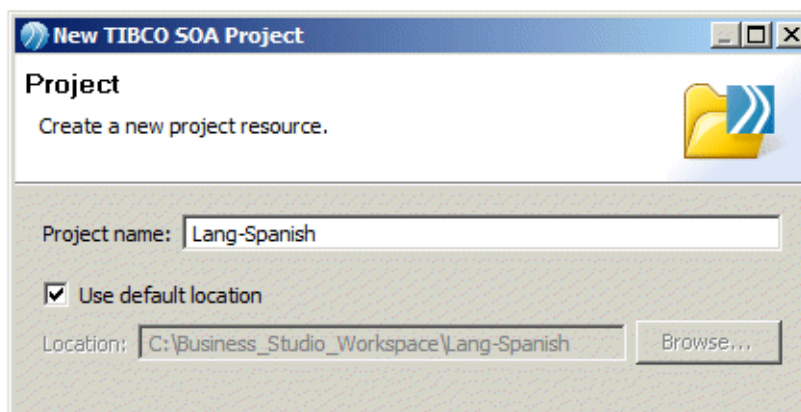 New TIBCO SOA Project
Project
Create a new project resource.
Project name: Lang-Spanish
Use default location
Location: C:\Business_Studio_Workspace\Lang-Spanish Browse...